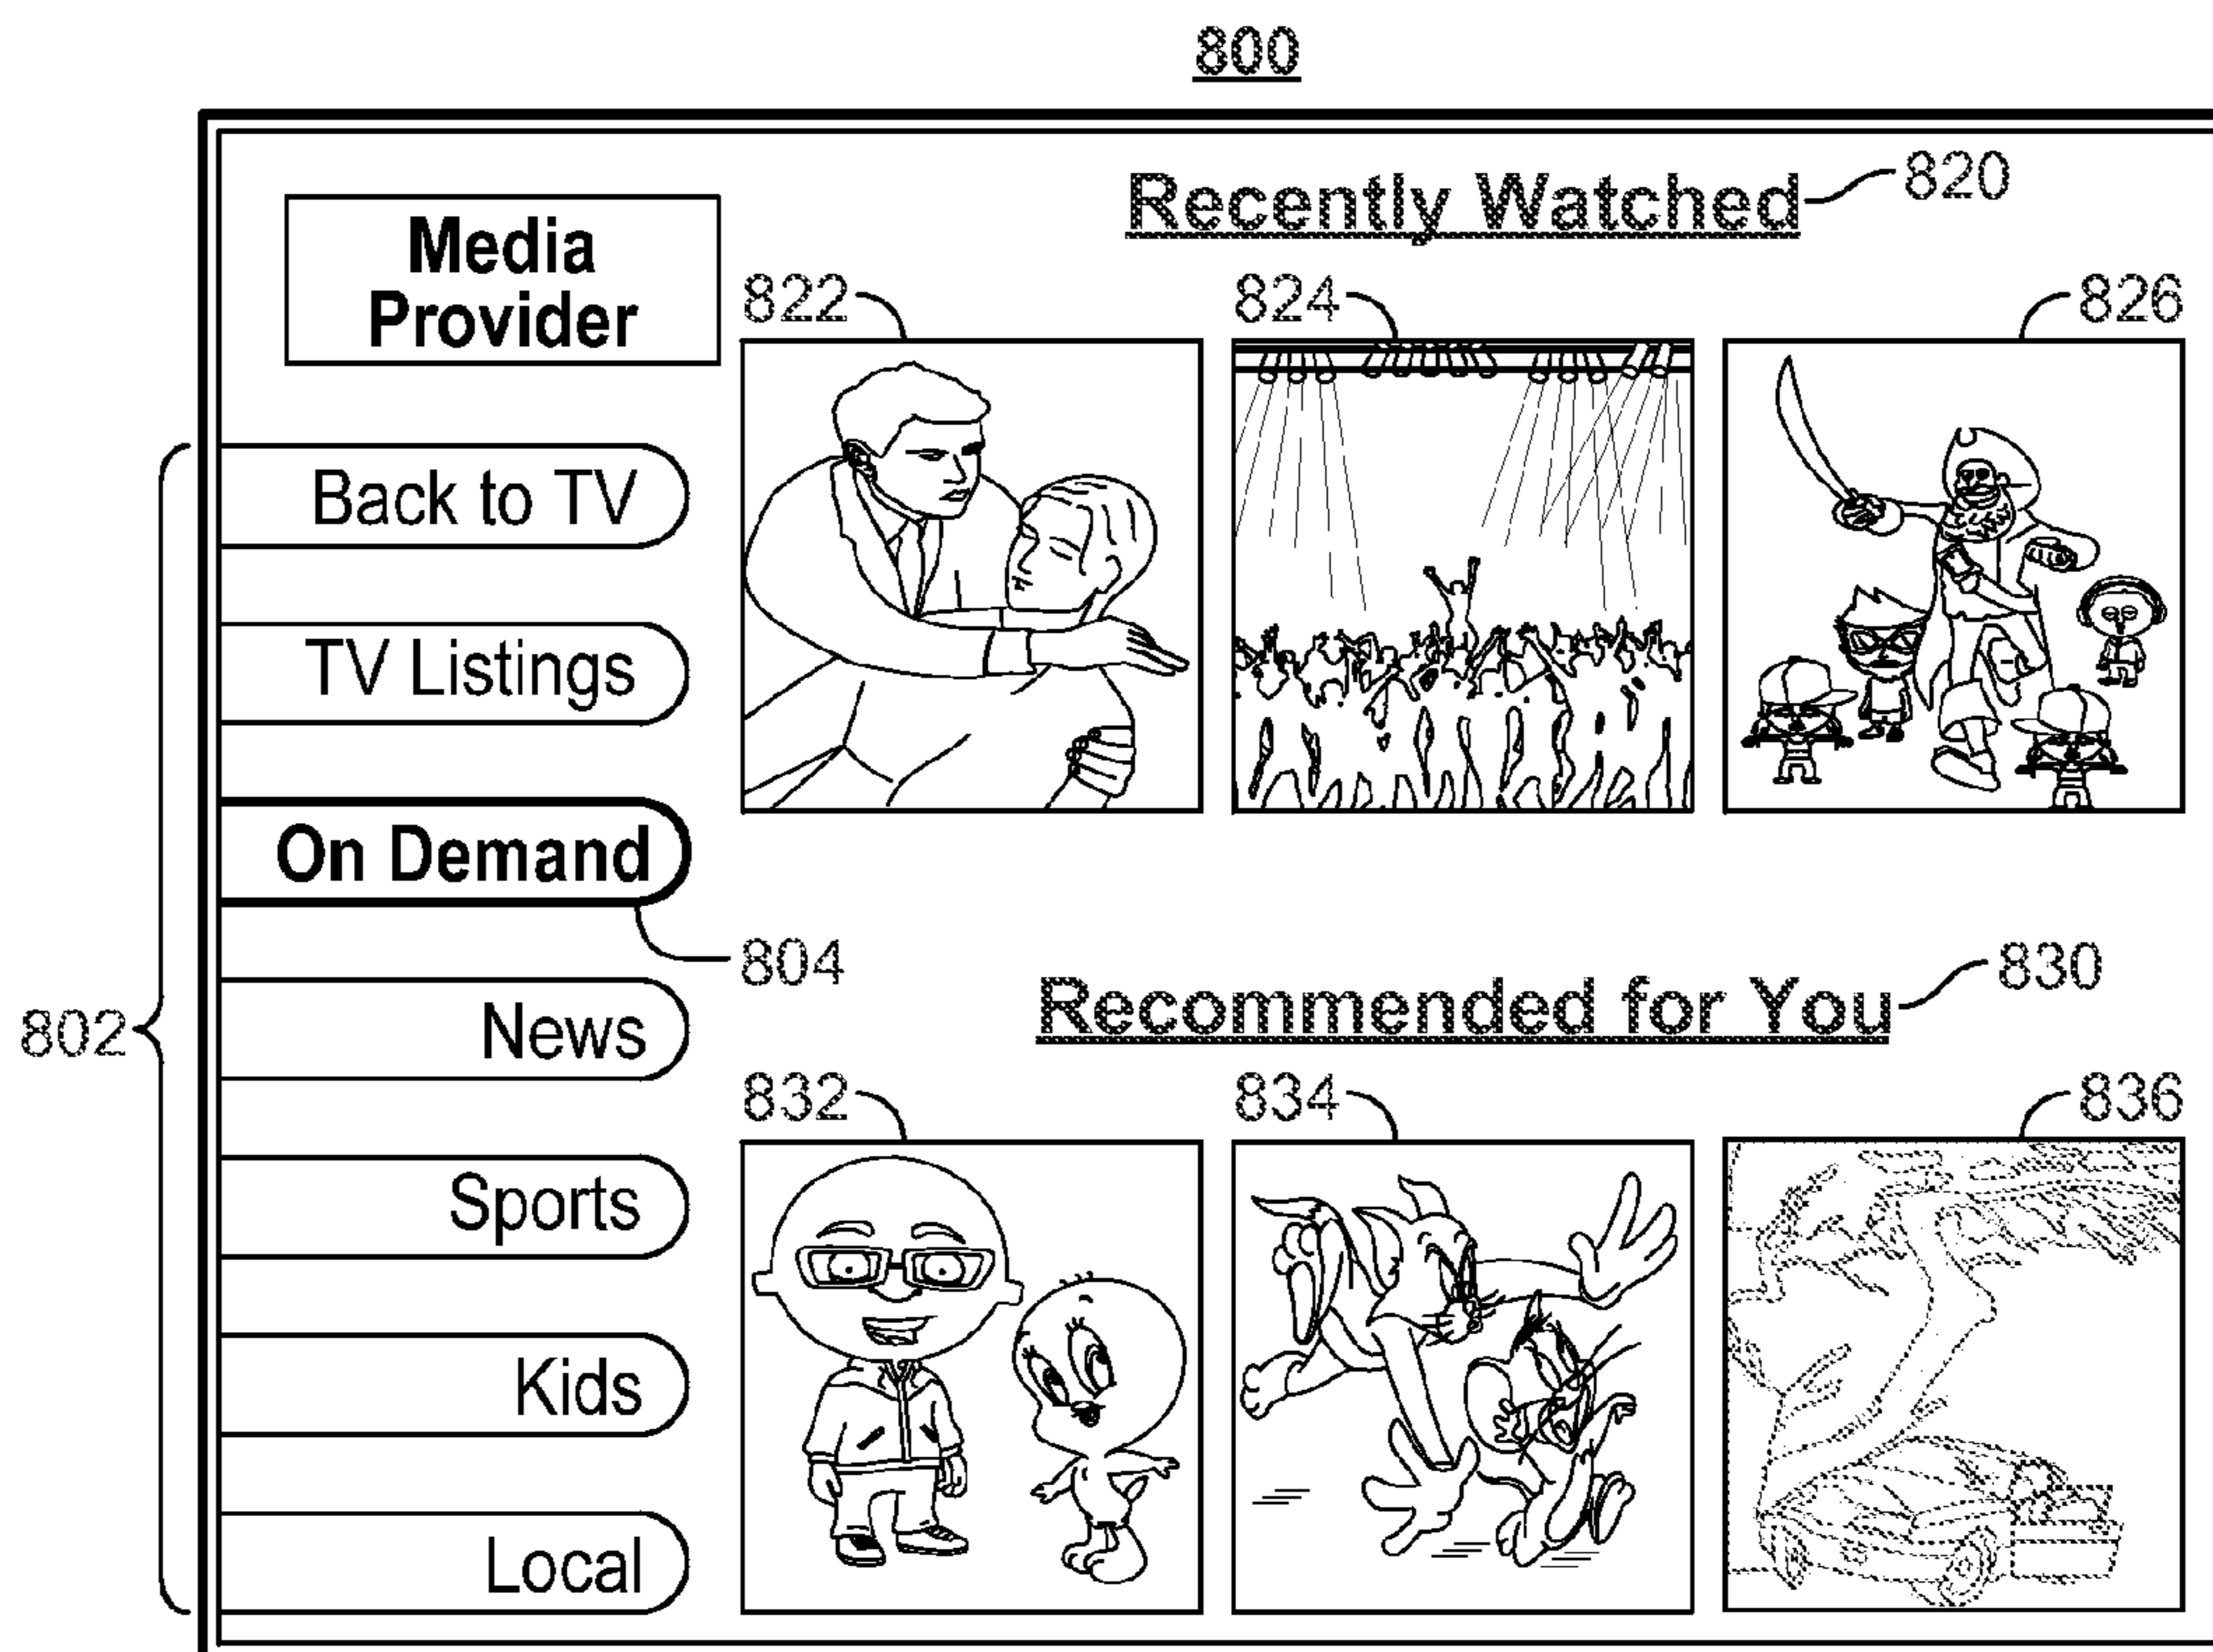 800
Media
Provider
Recently Watched
820
822
824
826
Back to TV
TV Listings
On Demand
804
News
802
Recommended for You
830
832
834
836
Sports
Kids
Local